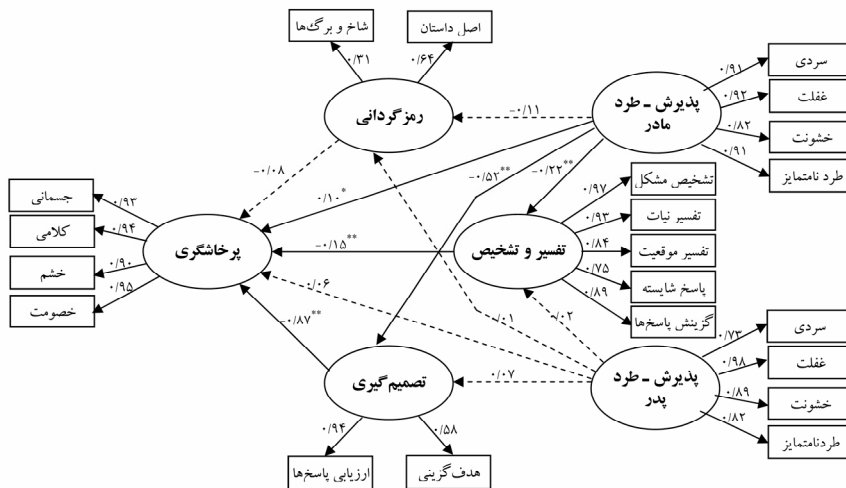 شاخ و برگ‌ها
اصل داستان
۰/۳۱
۰/۶۴
رمزگردانی
پذیرش ـ طرد
مادر
سردی
غفلت
خشونت
طرد نامتمایز
۰/۹۱
۰/۹۲
۰/۸۲
۰/۹۱
−۰/۱۱
−۰/۰۸
۰/۱۰*
−۰/۵۲**
−۰/۲۲**
جسمانی
کلامی
خشم
خصومت
۰/۹۳
۰/۹۴
۰/۹۰
۰/۹۵
پرخاشگری
−۰/۱۵**
تفسیر و تشخیص
تشخیص مشکل
تفسیر نیات
تفسیر موقعیت
پاسخ شایسته
گزینش پاسخ‌ها
۰/۹۷
۰/۹۳
۰/۸۴
۰/۷۵
۰/۸۹
۰/۰۶
۰/۰۱
۰/۰۲
−۰/۸۷**
۰/۰۷
تصمیم‌گیری
پذیرش ـ طرد
پدر
سردی
غفلت
خشونت
طردنامتمایز
۰/۷۳
۰/۹۸
۰/۸۹
۰/۸۲
۰/۹۴
۰/۵۸
ارزیابی پاسخ‌ها
هدف‌گزینی